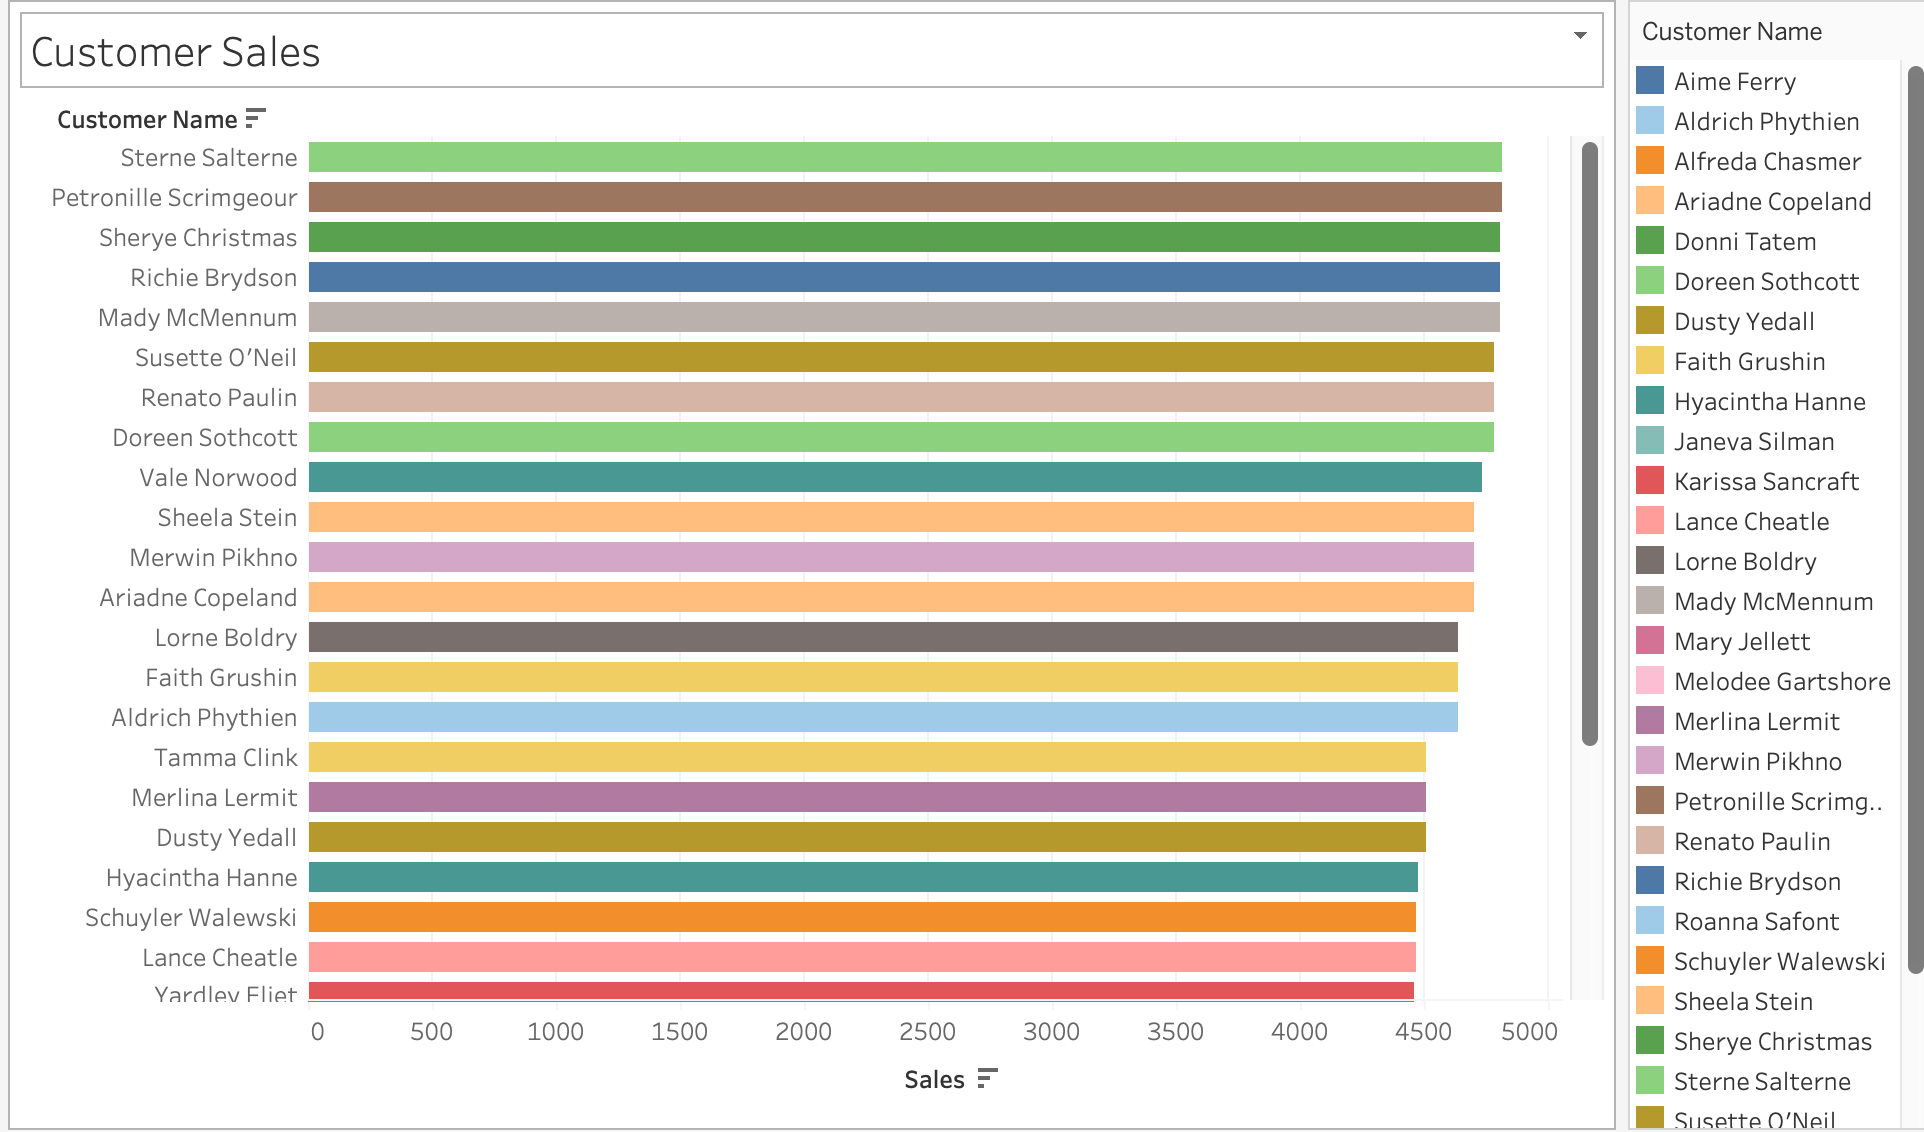 Customer Sales
Customer Name
Sterne Salterne
Petronille Scrimgeour
Sherye Christmas
Richie Brydson
Mady McMennum
Susette O’Neil
Renato Paulin
Doreen Sothcott
Vale Norwood
Sheela Stein
Merwin Pikhno
Ariadne Copeland
Lorne Boldry
Faith Grushin
Aldrich Phythien
Tamma Clink
Merlina Lermit
Dusty Yedall
Hyacintha Hanne
Schuyler Walewski
Lance Cheatle
Yardley Eliet
0 500 1000 1500 2000 2500 3000 3500 4000 4500 5000
Sales
Customer Name
Aime Ferry
Aldrich Phythien
Alfreda Chasmer
Ariadne Copeland
Donni Tatem
Doreen Sothcott
Dusty Yedall
Faith Grushin
Hyacintha Hanne
Janeva Silman
Karissa Sancraft
Lance Cheatle
Lorne Boldry
Mady McMennum
Mary Jellett
Melodee Gartshore
Merlina Lermit
Merwin Pikhno
Petronille Scrimg..
Renato Paulin
Richie Brydson
Roanna Safont
Schuyler Walewski
Sheela Stein
Sherye Christmas
Sterne Salterne
Susette O’Neil